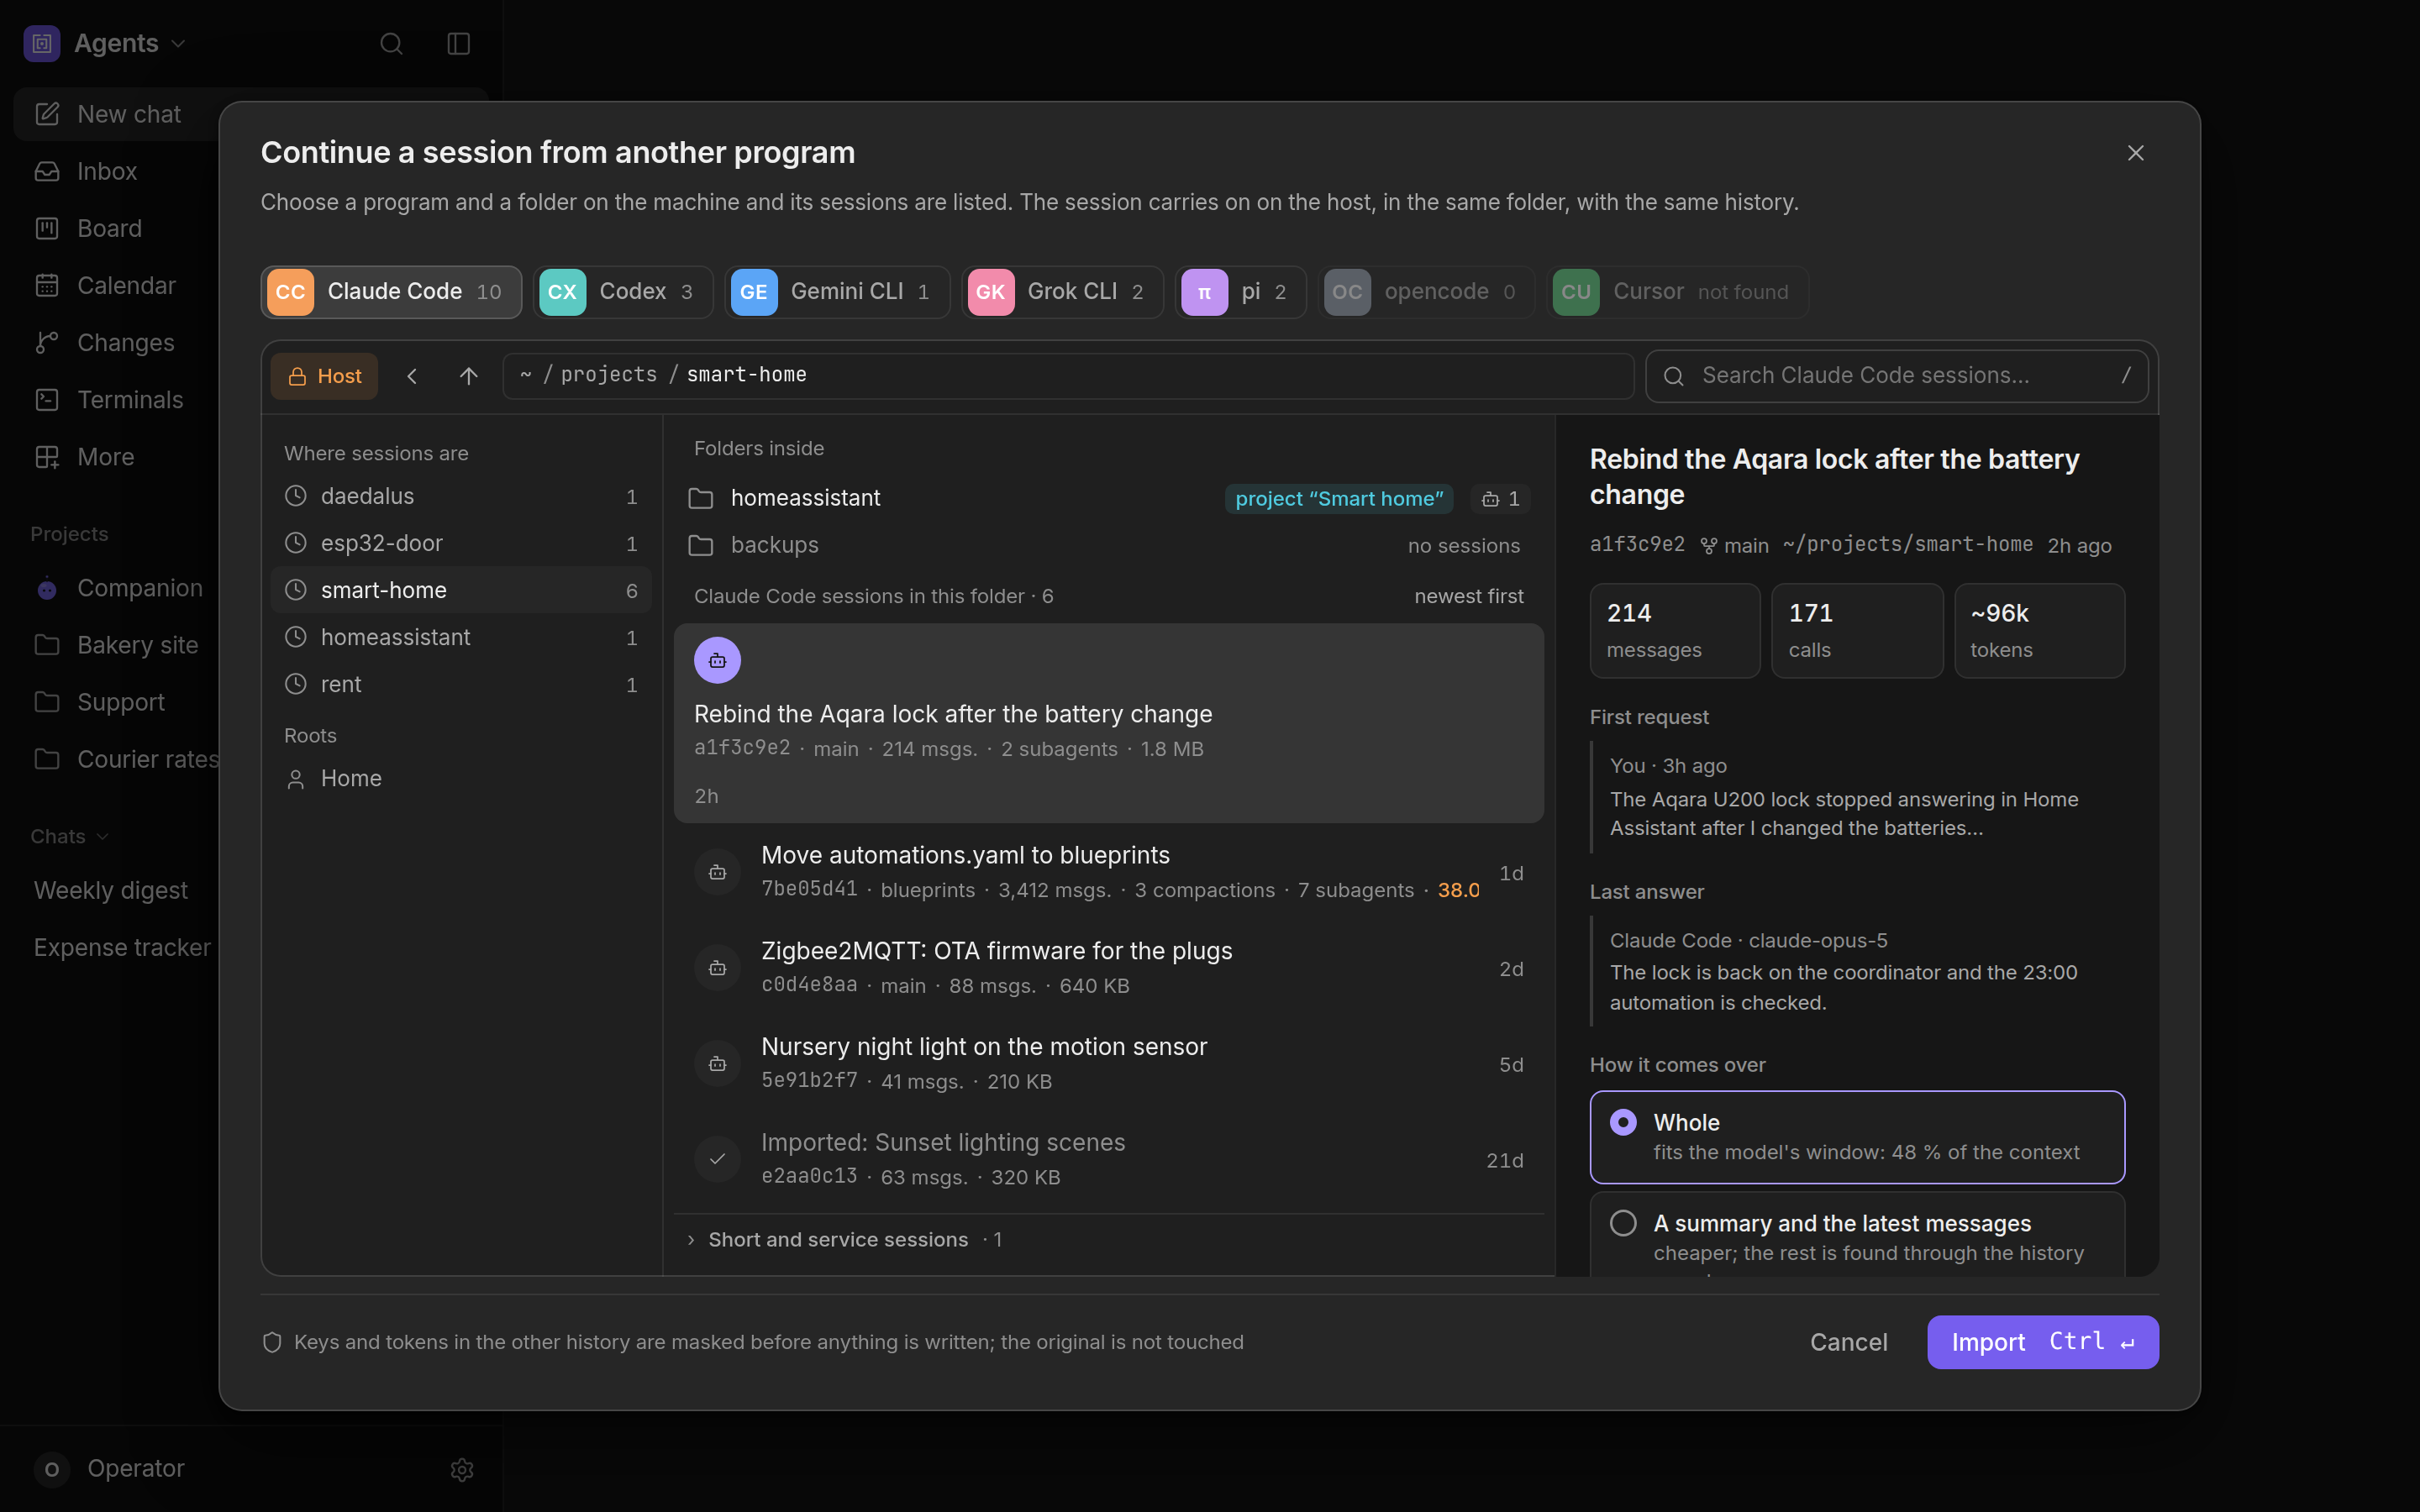 Agents
New chat
Inbox
Board
Calendar
Changes
Terminals
More
Projects
Companion
Bakery site
Support
Courier rates
Chats
Weekly digest
Expense tracker
O Operator
Continue a session from another program
Choose a program and a folder on the machine and its sessions are listed. The session carries on on the host, in the same folder, with the same history.
CC Claude Code 10
CX Codex 3
GE Gemini CLI 1
GK Grok CLI 2
π pi 2
OC opencode 0
CU Cursor not found
Host
~ / projects / smart-home
Search Claude Code sessions... /
Where sessions are
daedalus 1
esp32-door 1
smart-home 6
homeassistant 1
rent 1
Roots
Home
Folders inside
homeassistant project “Smart home” 1
backups no sessions
Claude Code sessions in this folder · 6 newest first
Rebind the Aqara lock after the battery change
a1f3c9e2 · main · 214 msgs. · 2 subagents · 1.8 MB
2h
Move automations.yaml to blueprints
7be05d41 · blueprints · 3,412 msgs. · 3 compactions · 7 subagents · 38.0
1d
Zigbee2MQTT: OTA firmware for the plugs
c0d4e8aa · main · 88 msgs. · 640 KB
2d
Nursery night light on the motion sensor
5e91b2f7 · 41 msgs. · 210 KB
5d
Imported: Sunset lighting scenes
e2aa0c13 · 63 msgs. · 320 KB
21d
› Short and service sessions · 1
Rebind the Aqara lock after the battery
change
a1f3c9e2 main ~/projects/smart-home 2h ago
214 messages
171 calls
~96k tokens
First request
You · 3h ago
The Aqara U200 lock stopped answering in Home
Assistant after I changed the batteries...
Last answer
Claude Code · claude-opus-5
The lock is back on the coordinator and the 23:00
automation is checked.
How it comes over
Whole
fits the model's window: 48 % of the context
A summary and the latest messages
cheaper; the rest is found through the history
Keys and tokens in the other history are masked before anything is written; the original is not touched
Cancel
Import Ctrl ↵